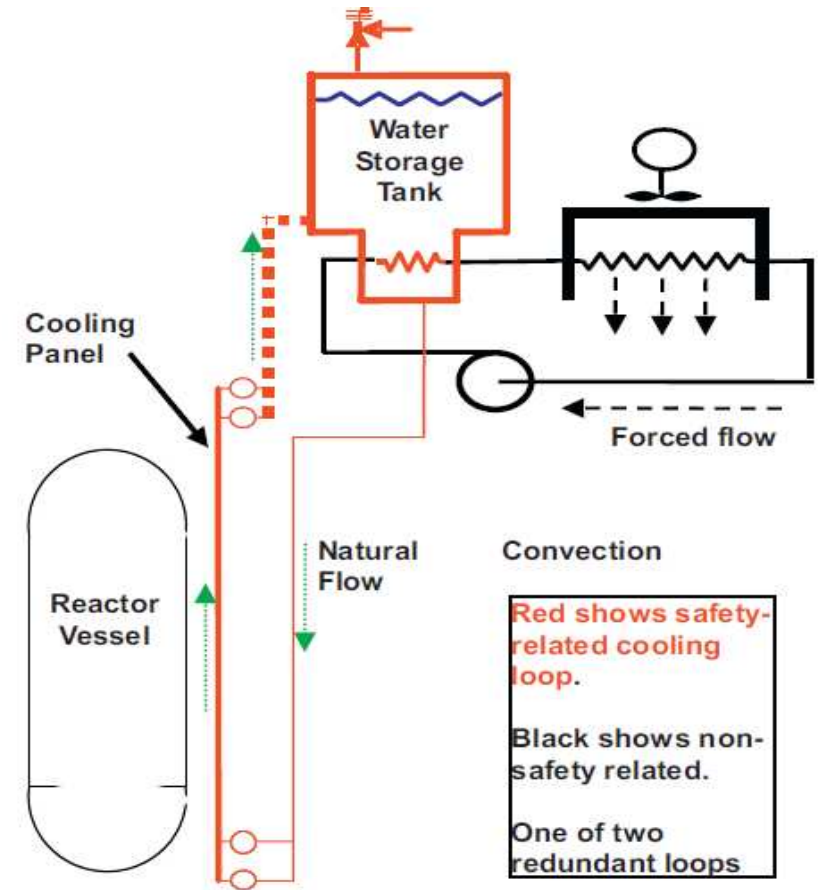 Water
Storage
Tank
Cooling
Panel
Forced flow
Natural
Flow
Convection
Reactor
Vessel
Red shows safety-
related cooling
loop.
Black shows non-
safety related.
One of two
redundant loops